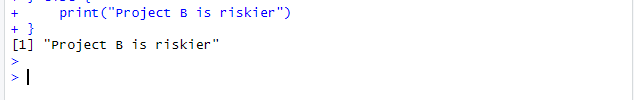 + } else {
+     print("Project B is riskier")
+ }
[1] "Project B is riskier"
>
>